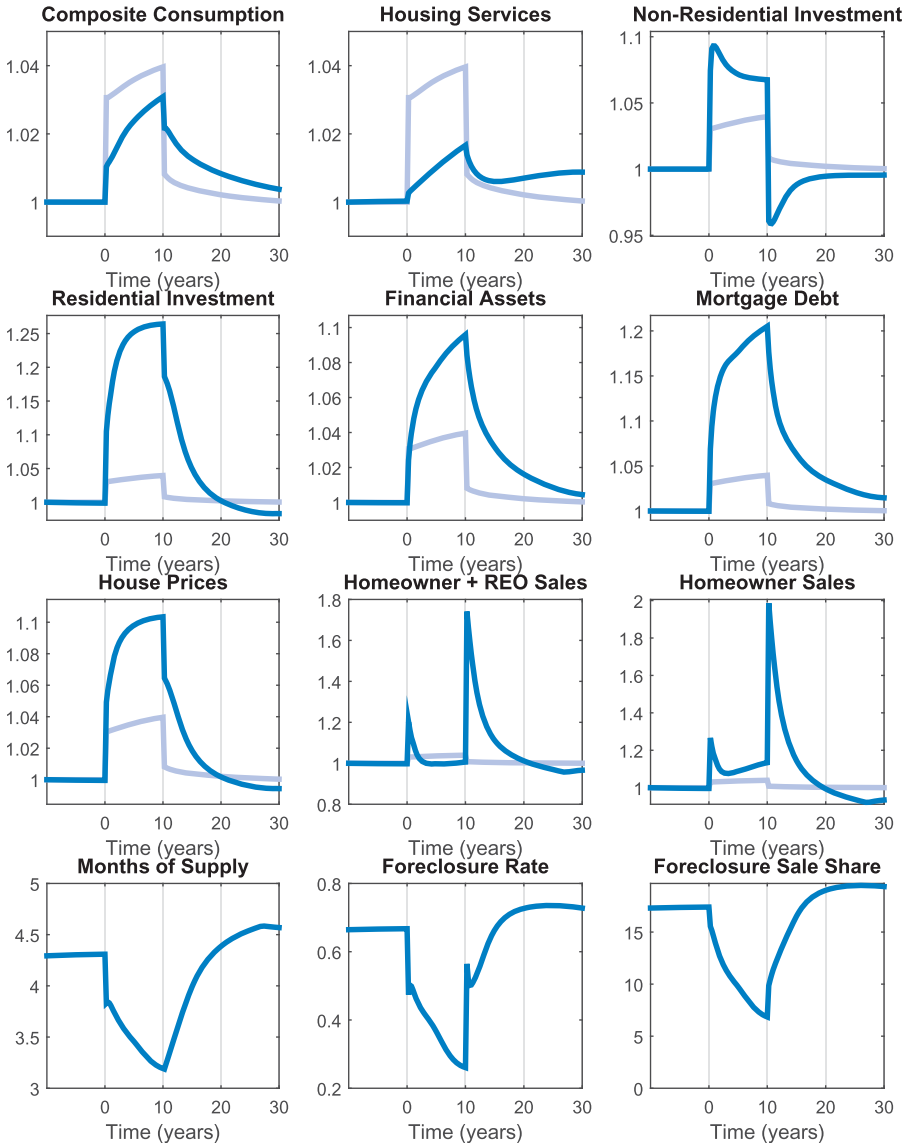 Composite Consumption
Housing Services
Non-Residential Investment
1.04
1.02
1
0 10 20 30
Time (years)
1.04
1.02
1
0 10 20 30
Time (years)
1.1
1.05
1
0.95
0 10 20 30
Time (years)
Residential Investment
Financial Assets
Mortgage Debt
1.25
1.2
1.15
1.1
1.05
1
0 10 20 30
Time (years)
1.1
1.08
1.06
1.04
1.02
1
0 10 20 30
Time (years)
1.2
1.15
1.1
1.05
1
0 10 20 30
Time (years)
House Prices
Homeowner + REO Sales
Homeowner Sales
1.1
1.08
1.06
1.04
1.02
1
0 10 20 30
Time (years)
1.8
1.6
1.4
1.2
1
0.8
0 10 20 30
Time (years)
2
1.8
1.6
1.4
1.2
1
0 10 20 30
Time (years)
Months of Supply
Foreclosure Rate
Foreclosure Sale Share
5
4.5
4
3.5
3
0 10 20 30
Time (years)
0.8
0.6
0.4
0.2
0 10 20 30
Time (years)
15
10
5
0
0 10 20 30
Time (years)